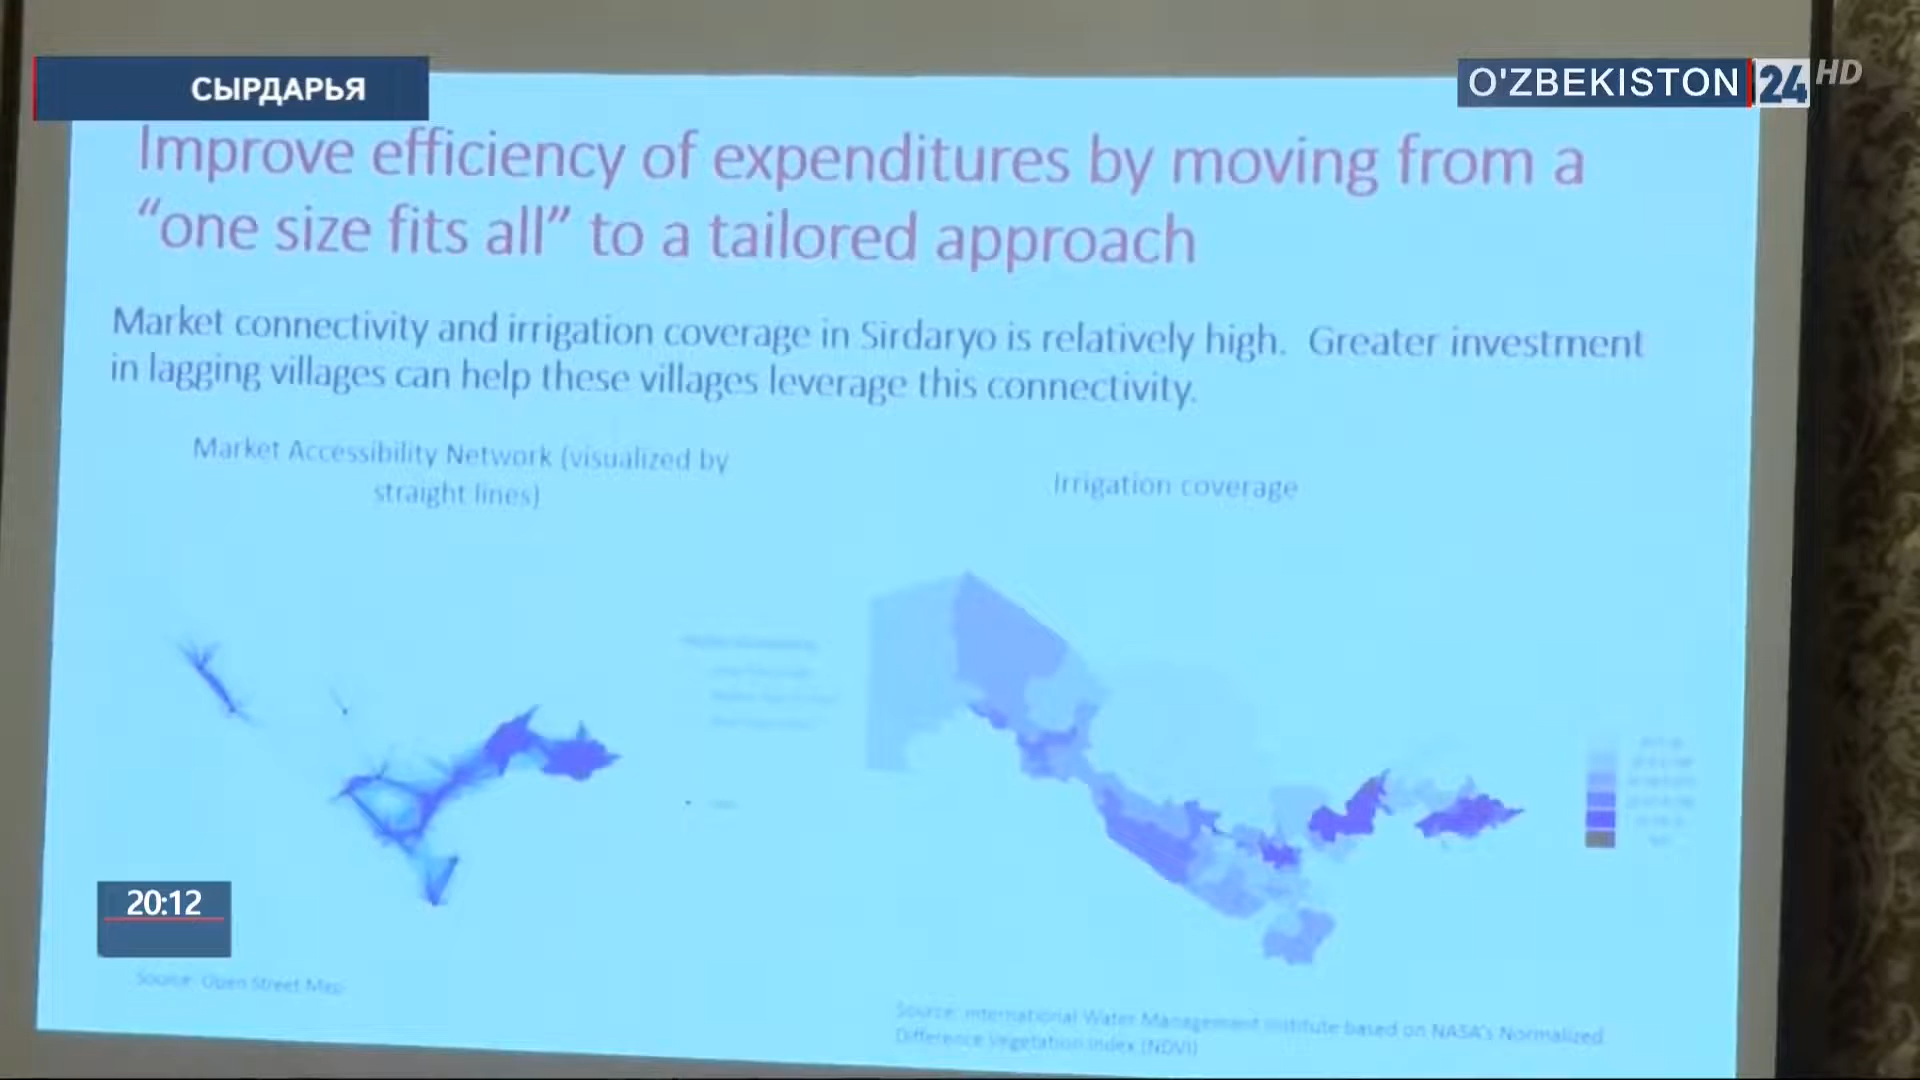 СЫРДАРЬЯ
O'ZBEKISTON 24 HD
Improve efficiency of expenditures by moving from a
“one size fits all” to a tailored approach
Market connectivity and irrigation coverage in Sirdaryo is relatively high. Greater investment
in lagging villages can help these villages leverage this connectivity.
Market Accessibility Network (visualized by
straight lines)
Irrigation coverage
20:12
Source: Open Street Map
Source: International Water Management Institute based on NASA's Normalized
Difference Vegetation Index (NDVI)